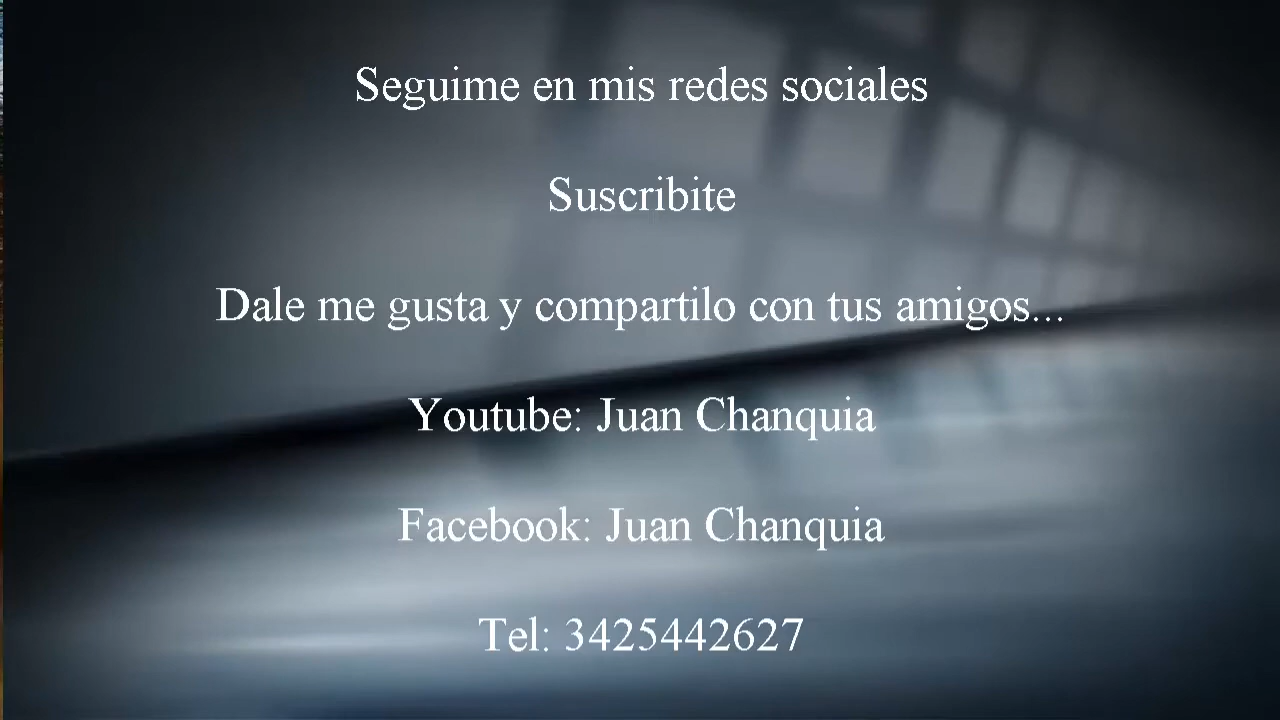 Seguime en mis redes sociales
Suscribite
Dale me gusta y compartilo con tus amigos...
Youtube: Juan Chanquia
Facebook: Juan Chanquia
Tel: 3425442627